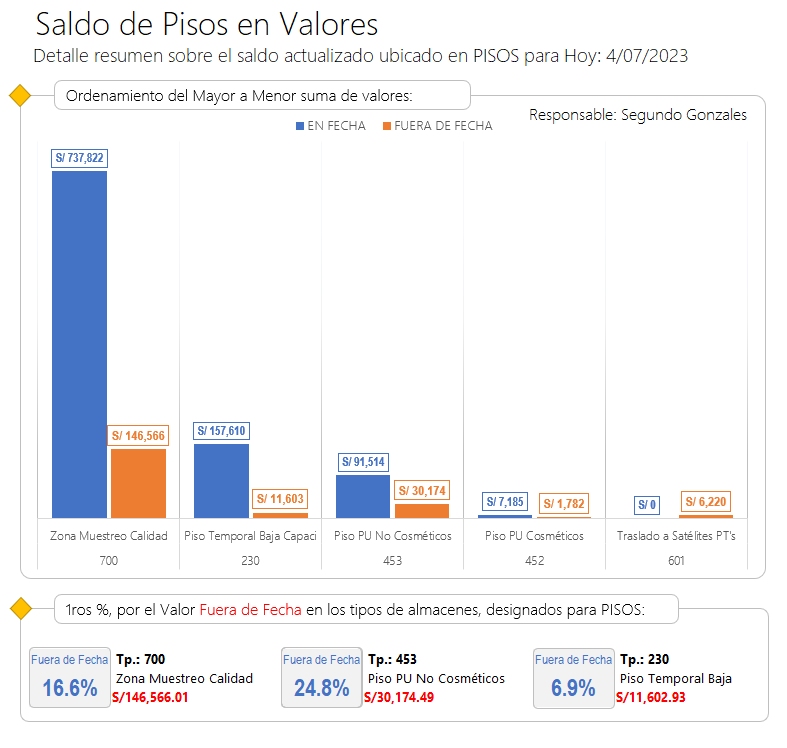 Saldo de Pisos en Valores
Detalle resumen sobre el saldo actualizado ubicado en PISOS para Hoy: 4/07/2023
Ordenamiento del Mayor a Menor suma de valores:
Responsable: Segundo Gonzales
EN FECHA FUERA DE FECHA
S/ 737,822
S/ 146,566
S/ 157,610
S/ 11,603
S/ 91,514
S/ 30,174
S/ 7,185
S/ 1,782
S/ 0
S/ 6,220
Zona Muestreo Calidad Piso Temporal Baja Capaci Piso PU No Cosméticos Piso PU Cosméticos Traslado a Satélites PT's
700 230 453 452 601
1ros %, por el Valor Fuera de Fecha en los tipos de almacenes, designados para PISOS:
Fuera de Fecha
16.6%
Tp.: 700
Zona Muestreo Calidad
S/146,566.01
Fuera de Fecha
24.8%
Tp.: 453
Piso PU No Cosméticos
S/30,174.49
Fuera de Fecha
6.9%
Tp.: 230
Piso Temporal Baja
S/11,602.93